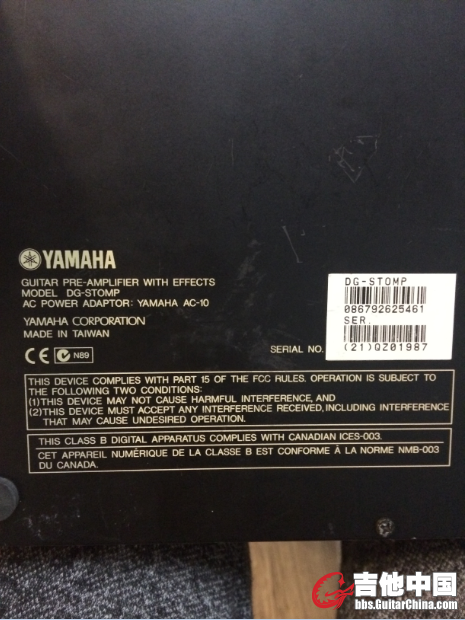 YAMAHA
GUITAR PRE-AMPLIFIER WITH EFFECTS
MODEL DG-STOMP
AC POWER ADAPTOR: YAMAHA AC-10
YAMAHA CORPORATION
MADE IN TAIWAN
CE N89
SERIAL NO.
DG-STOMP
086792625461
SER.
(21)QZ01987
THIS DEVICE COMPLIES WITH PART 15 OF THE FCC RULES. OPERATION IS SUBJECT TO
THE FOLLOWING TWO CONDITIONS:
(1)THIS DEVICE MAY NOT CAUSE HARMFUL INTERFERENCE, AND
(2)THIS DEVICE MUST ACCEPT ANY INTERFERENCE RECEIVED, INCLUDING INTERFERENCE
THAT MAY CAUSE UNDESIRED OPERATION.
THIS CLASS B DIGITAL APPARATUS COMPLIES WITH CANADIAN ICES-003.
CET APPAREIL NUMÉRIQUE DE LA CLASSE B EST CONFORME À LA NORME NMB-003
DU CANADA.
吉他中国
bbs.GuitarChina.com